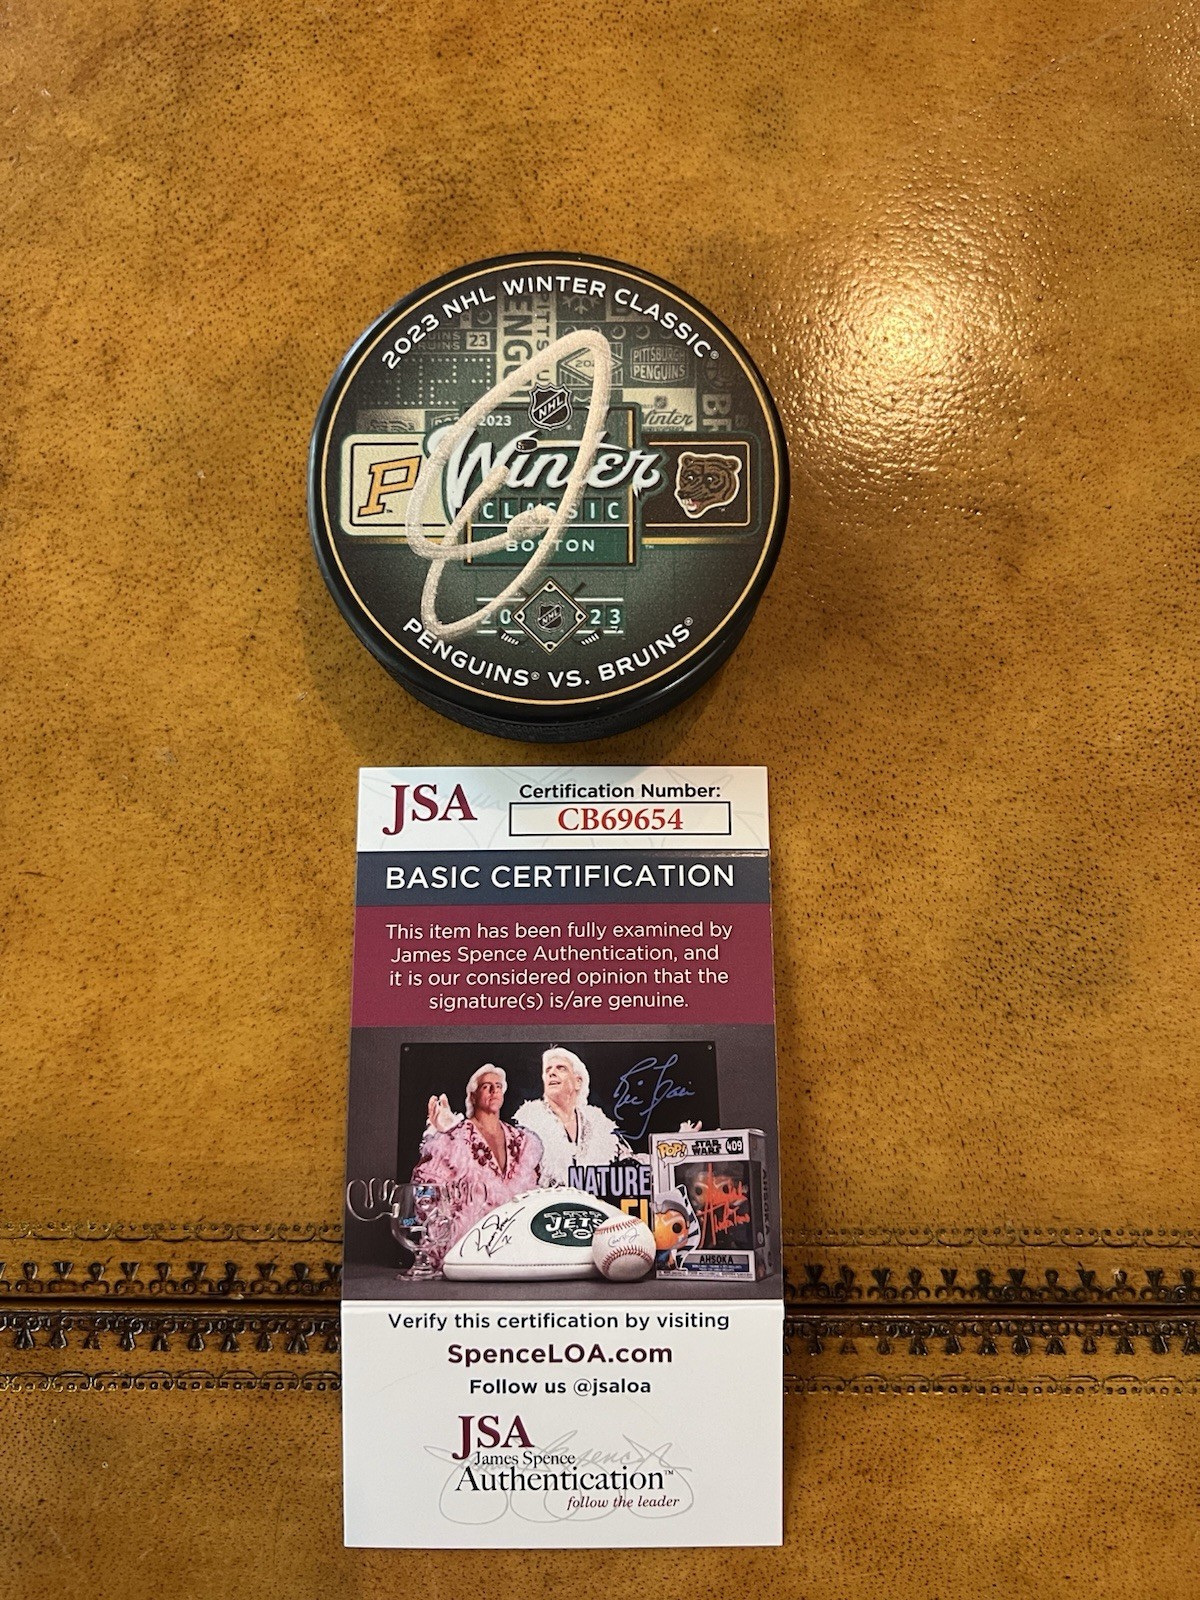 2023 NHL WINTER CLASSIC®
PITTSBURGH
PENGUINS
23
2023
NHL
Winter
P
Winter
CLASSIC
BOSTON
2023
NHL
PENGUINS® VS. BRUINS®
JSA
Certification Number:
CB69654
BASIC CERTIFICATION
This item has been fully examined by
James Spence Authentication, and
it is our considered opinion that the
signature(s) is/are genuine.
NATURE
JETS
POP!
STAR
WARS
409
AHSOKA
Verify this certification by visiting
SpenceLOA.com
Follow us @jsaloa
JSA
James Spence
Authentication™
follow the leader